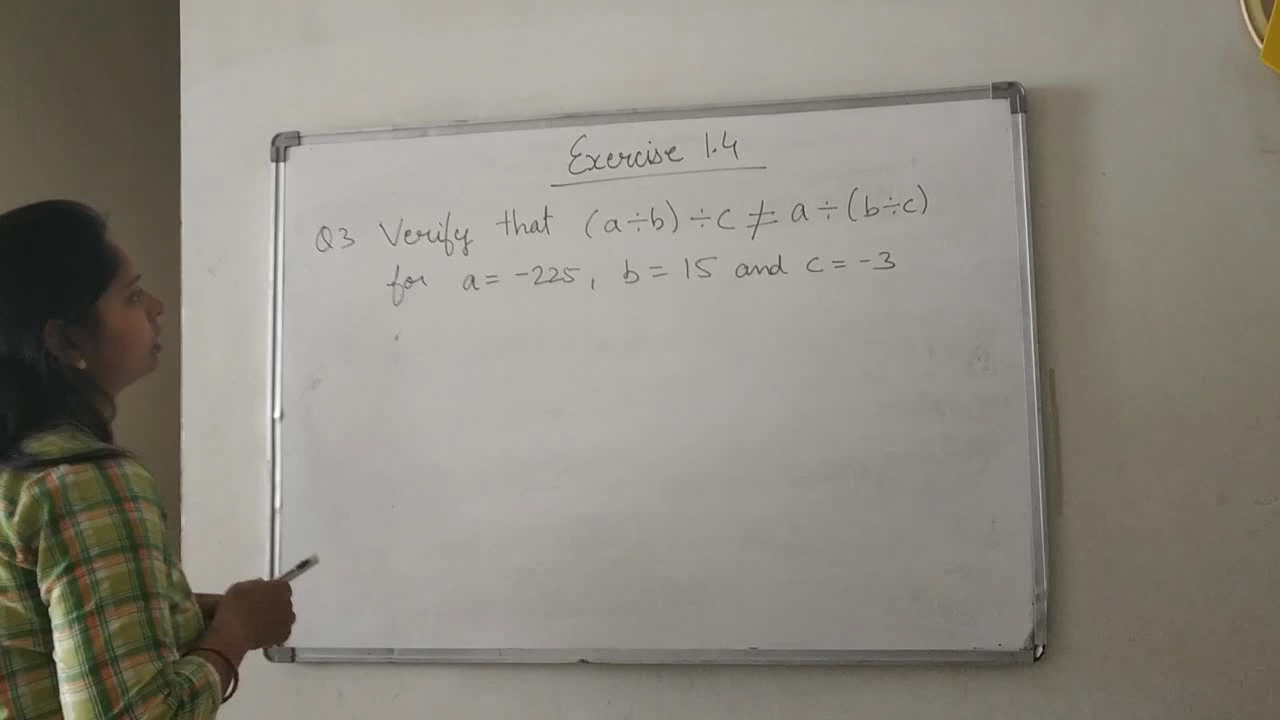 Exercise 1.4
Q3 Verify that (a÷b)÷c ≠ a÷(b÷c)
for a = -225, b = 15 and c = -3